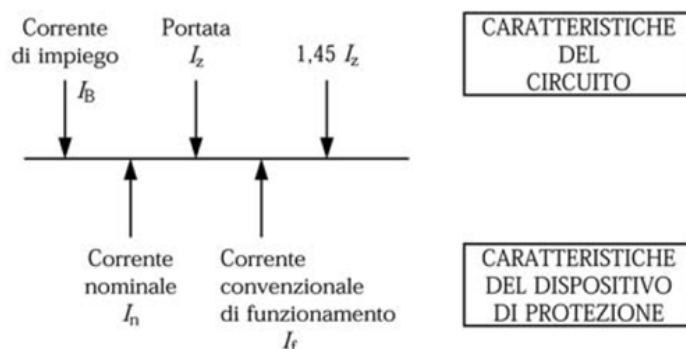 Corrente
di impiego
I_B
Portata
I_z
1,45 I_z
CARATTERISTICHE
DEL
CIRCUITO
Corrente
nominale
I_n
Corrente
convenzionale
di funzionamento
I_f
CARATTERISTICHE
DEL DISPOSITIVO
DI PROTEZIONE